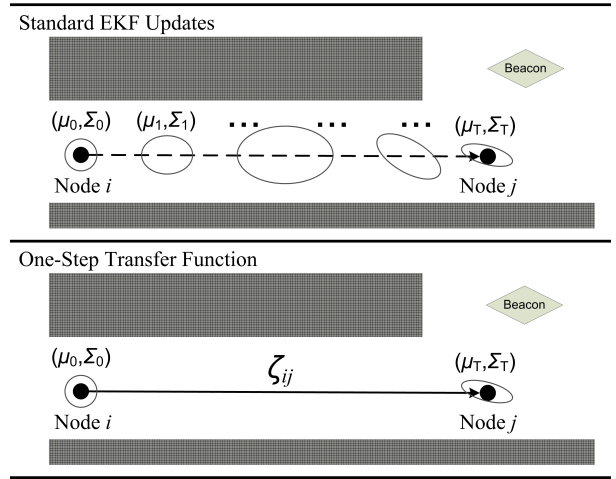 Standard EKF Updates
Beacon
(μ₀,Σ₀) (μ₁,Σ₁) ... ... ... (μT,ΣT)
Node i Node j
One-Step Transfer Function
Beacon
(μ₀,Σ₀) ζij (μT,ΣT)
Node i Node j